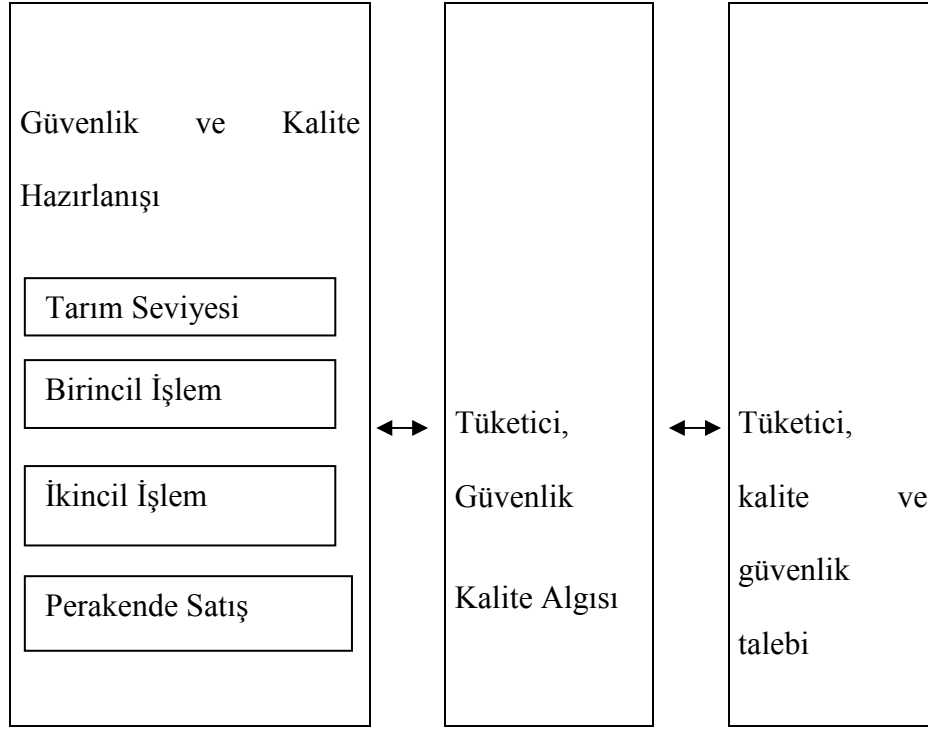 Güvenlik ve Kalite
Hazırlanışı
Tarım Seviyesi
Birincil İşlem
İkincil İşlem
Perakende Satış
Tüketici,
Güvenlik
Kalite Algısı
Tüketici,
kalite ve
güvenlik
talebi